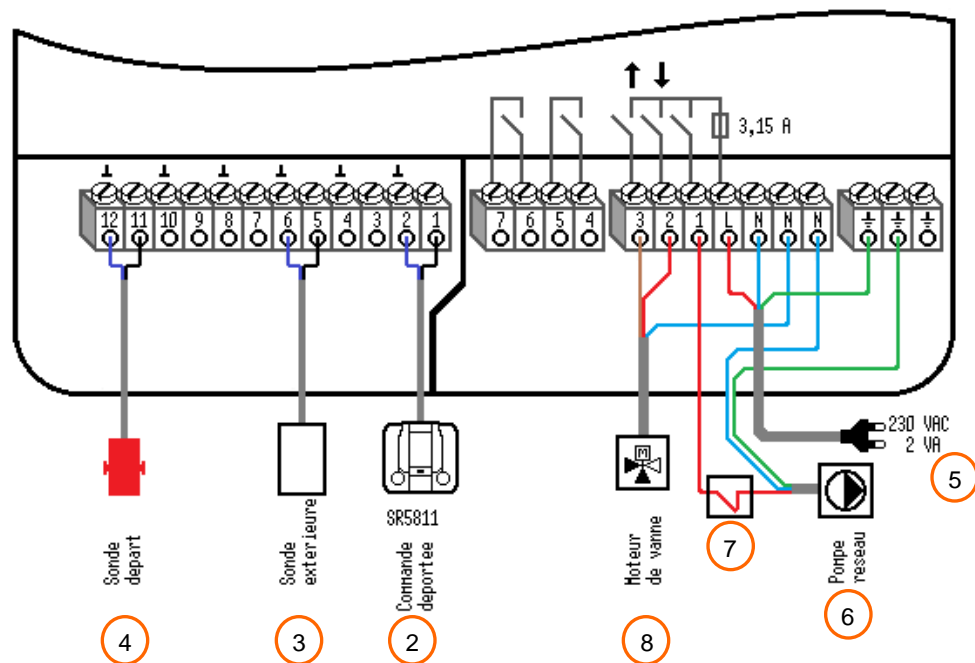 3,15 A
12 11 10 9 8 7 6 5 4 3 2 1
7 6 5 4
3 2 1 L N N N
M
230 VAC
2 VA
5
SR5811
7
Sonde
depart
Sonde
exterieure
Commande
deportee
Moteur
de vanne
Pompe
reseau
6
4
3
2
8